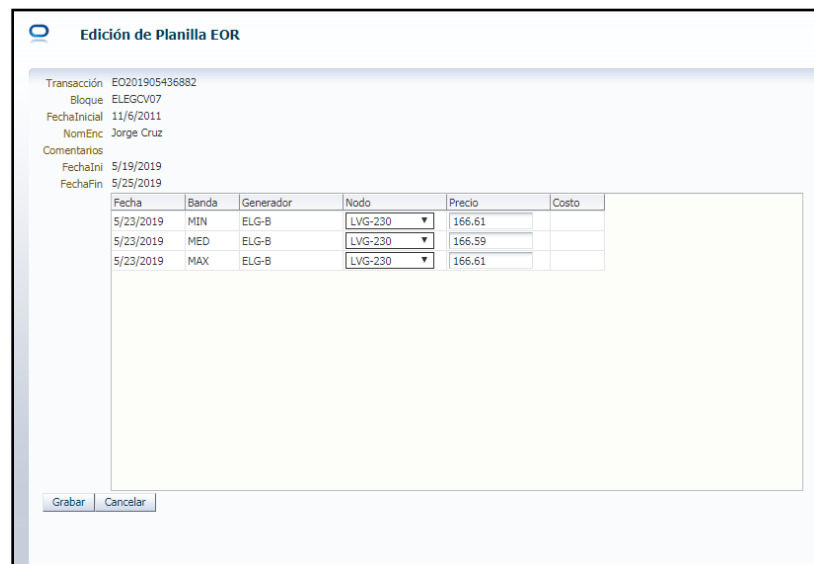 Edición de Planilla EOR
Transacción EO201905436882
Bloque ELEGCV07
FechaInicial 11/6/2011
NomEnc Jorge Cruz
Comentarios
FechaIni 5/19/2019
FechaFin 5/25/2019
Fecha Banda Generador Nodo Precio Costo
5/23/2019 MIN ELG-B LVG-230 166.61
5/23/2019 MED ELG-B LVG-230 166.59
5/23/2019 MAX ELG-B LVG-230 166.61
Grabar Cancelar